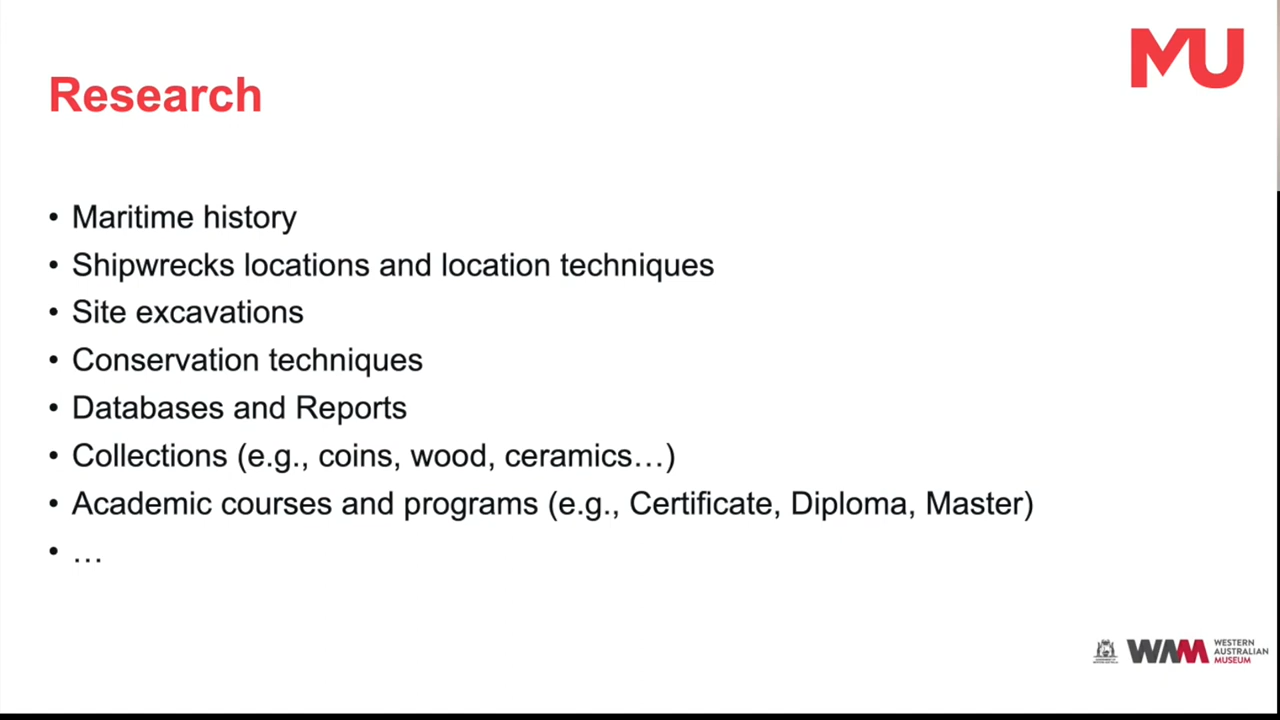 MU
Research
• Maritime history
• Shipwrecks locations and location techniques
• Site excavations
• Conservation techniques
• Databases and Reports
• Collections (e.g., coins, wood, ceramics…)
• Academic courses and programs (e.g., Certificate, Diploma, Master)
• …
WAM
WESTERN
AUSTRALIAN
MUSEUM